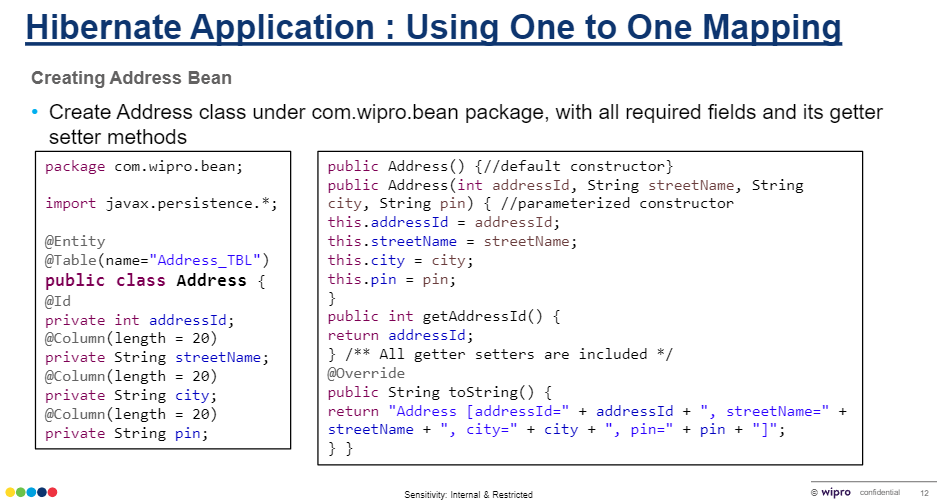 Hibernate Application : Using One to One Mapping
Creating Address Bean
• Create Address class under com.wipro.bean package, with all required fields and its getter
setter methods
package com.wipro.bean;
import javax.persistence.*;
@Entity
@Table(name="Address_TBL")
public class Address {
@Id
private int addressId;
@Column(length = 20)
private String streetName;
@Column(length = 20)
private String city;
@Column(length = 20)
private String pin;
public Address() {//default constructor}
public Address(int addressId, String streetName, String
city, String pin) { //parameterized constructor
this.addressId = addressId;
this.streetName = streetName;
this.city = city;
this.pin = pin;
}
public int getAddressId() {
return addressId;
} /** All getter setters are included */
@Override
public String toString() {
return "Address [addressId=" + addressId + ", streetName=" +
streetName + ", city=" + city + ", pin=" + pin + "]";
} }
Sensitivity: Internal & Restricted
© wipro confidential 12